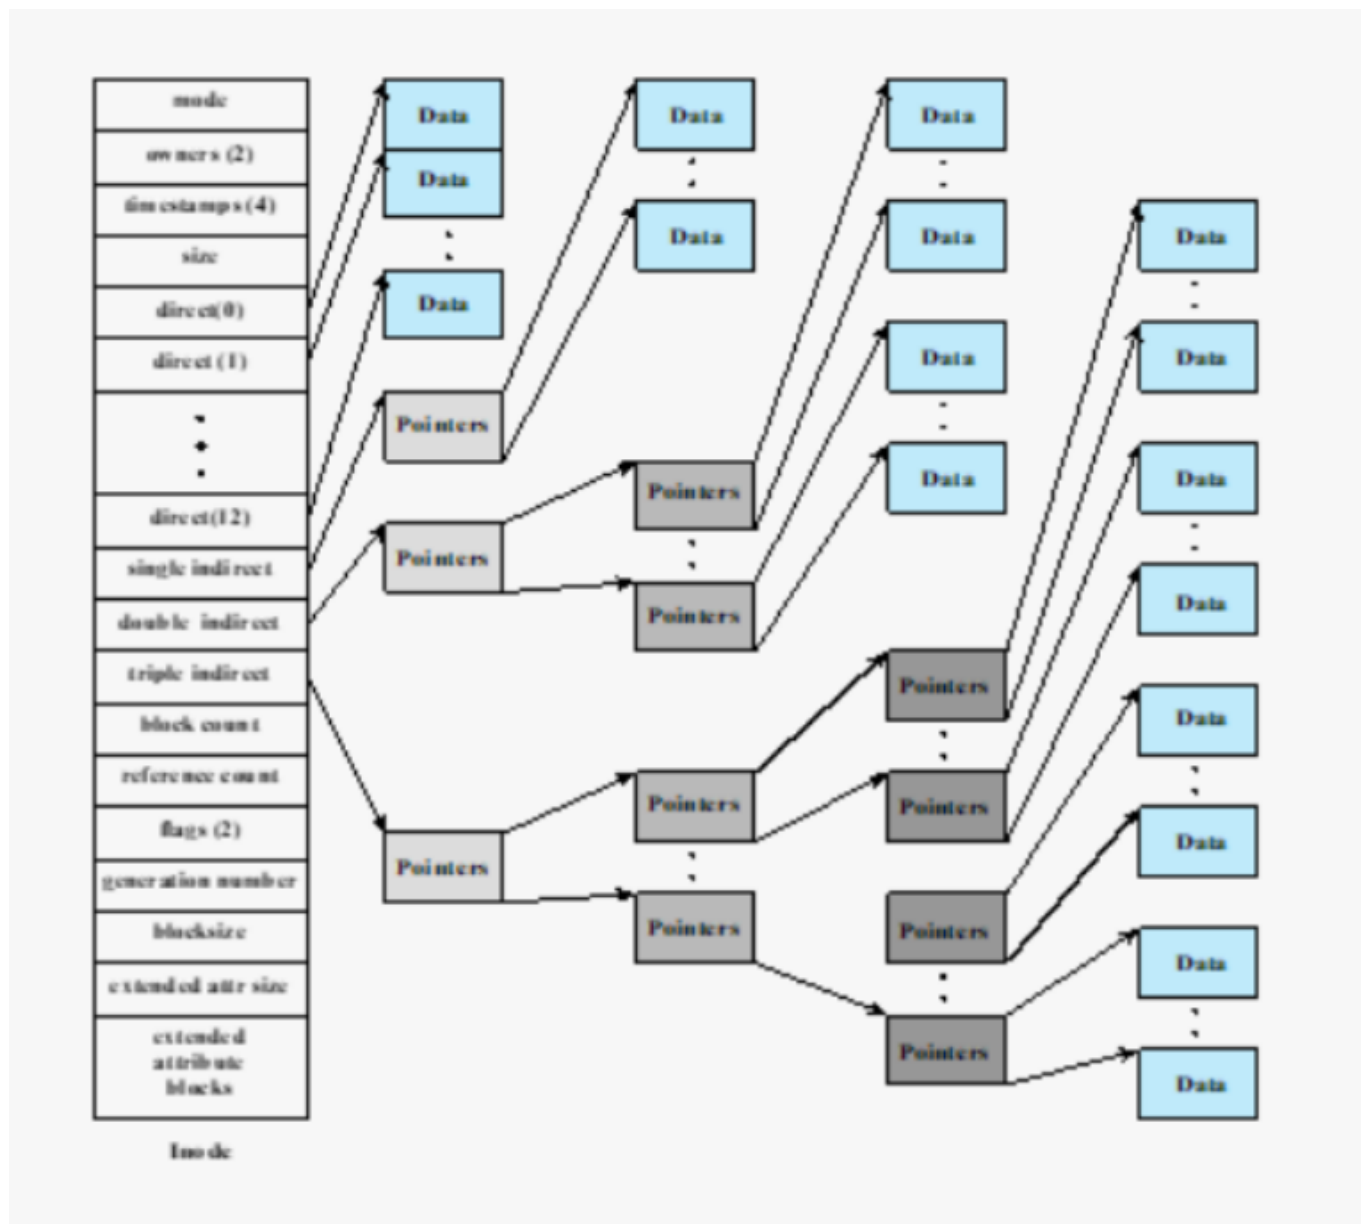 mode
owners (2)
timestamps (4)
size
direct(0)
direct (1)
direct(12)
single indirect
double indirect
triple indirect
block count
reference count
flags (2)
generation number
blocksize
extended attr size
extended
attribute
blocks
Inode
Data
Data
Data
Pointers
Pointers
Pointers
Data
Data
Pointers
Pointers
Pointers
Pointers
Data
Data
Data
Data
Pointers
Pointers
Pointers
Pointers
Data
Data
Data
Data
Data
Data
Data
Data